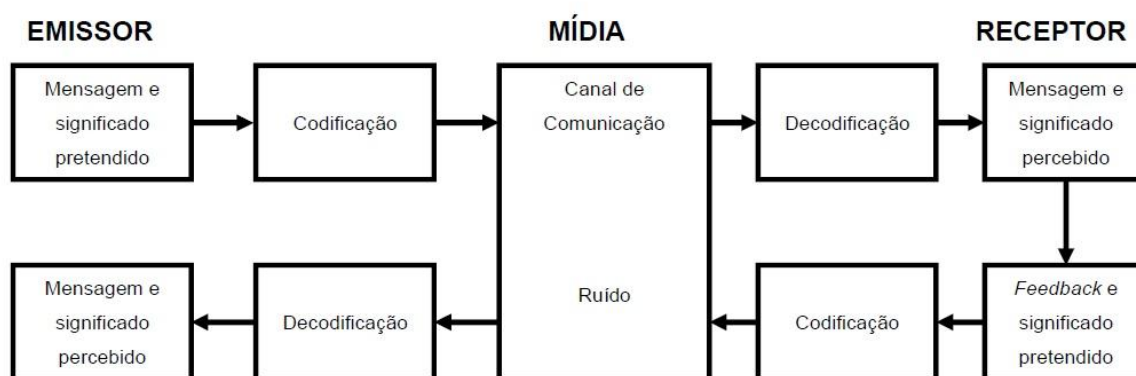 EMISSOR
MÍDIA
RECEPTOR
Mensagem e
significado
pretendido
Codificação
Canal de
Comunicação
Decodificação
Mensagem e
significado
percebido
Mensagem e
significado
percebido
Decodificação
Ruído
Codificação
Feedback e
significado
pretendido